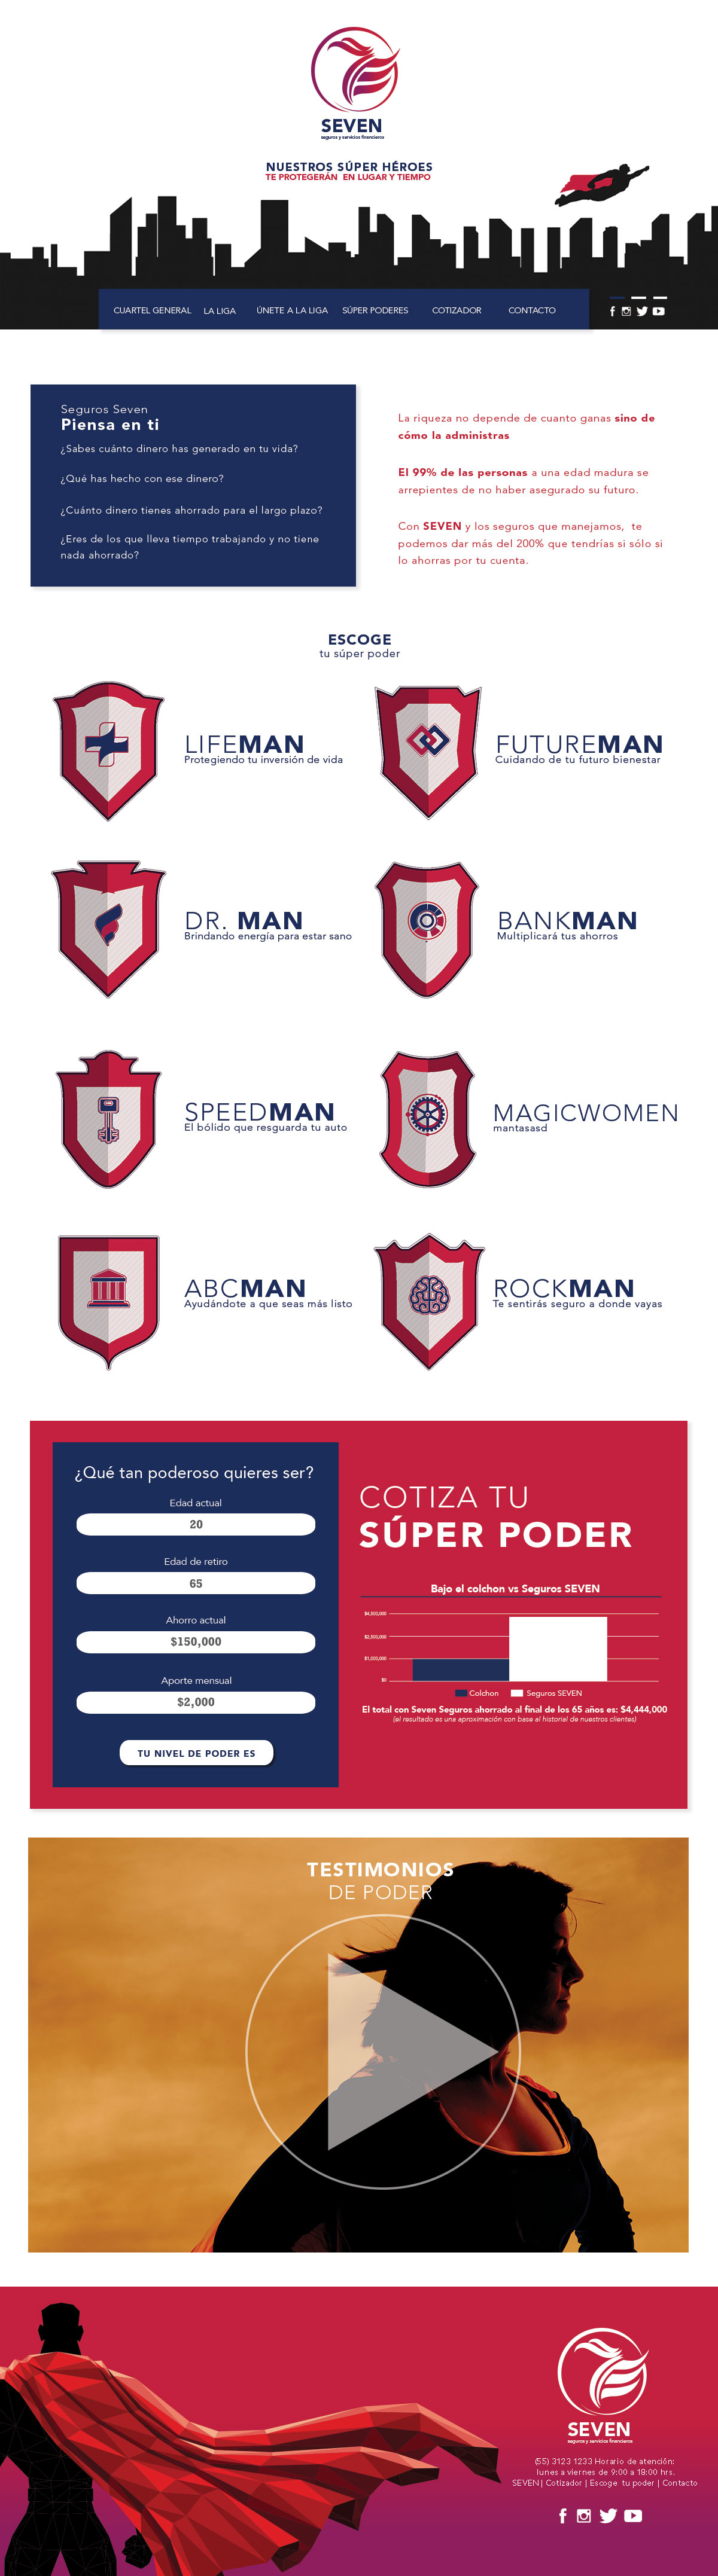 SEVEN
seguros y servicios financieros
NUESTROS SÚPER HÉROES
TE PROTEGERÁN EN LUGAR Y TIEMPO
CUARTEL GENERAL LA LIGA ÚNETE A LA LIGA SÚPER PODERES COTIZADOR CONTACTO
Seguros Seven
Piensa en ti
¿Sabes cuánto dinero has generado en tu vida?
¿Qué has hecho con ese dinero?
¿Cuánto dinero tienes ahorrado para el largo plazo?
¿Eres de los que lleva tiempo trabajando y no tiene
nada ahorrado?
La riqueza no depende de cuanto ganas sino de
cómo la administras
El 99% de las personas a una edad madura se
arrepientes de no haber asegurado su futuro.
Con SEVEN y los seguros que manejamos, te
podemos dar más del 200% que tendrías si sólo si
lo ahorras por tu cuenta.
ESCOGE
tu súper poder
LIFEMAN
Protegiendo tu inversión de vida
FUTUREMAN
Cuidando de tu futuro bienestar
DR. MAN
Brindando energía para estar sano
BANKMAN
Multiplicará tus ahorros
SPEEDMAN
El bólido que resguarda tu auto
MAGICWOMEN
mantasasd
ABCMAN
Ayudándote a que seas más listo
ROCKMAN
Te sentirás seguro a donde vayas
¿Qué tan poderoso quieres ser?
Edad actual
20
Edad de retiro
65
Ahorro actual
$150,000
Aporte mensual
$2,000
TU NIVEL DE PODER ES
COTIZA TU
SÚPER PODER
Bajo el colchon vs Seguros SEVEN
$4,500,000
$2,500,000
$1,000,000
$0
Colchon Seguros SEVEN
El total con Seven Seguros ahorrado al final de los 65 años es: $4,444,000
(el resultado es una aproximación con base al historial de nuestros clientes)
TESTIMONIOS
DE PODER
SEVEN
seguros y servicios financieros
(55) 3123 1233 Horario de atención:
lunes a viernes de 9:00 a 18:00 hrs.
SEVEN | Cotizador | Escoge tu poder | Contacto